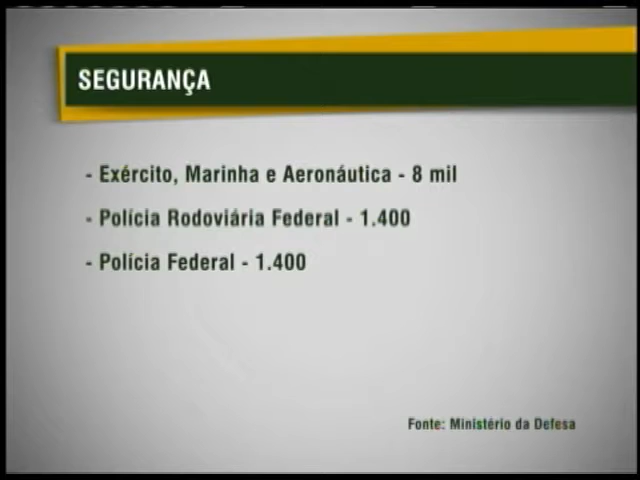 SEGURANÇA
- Exército, Marinha e Aeronáutica - 8 mil
- Polícia Rodoviária Federal - 1.400
- Polícia Federal - 1.400
Fonte: Ministério da Defesa